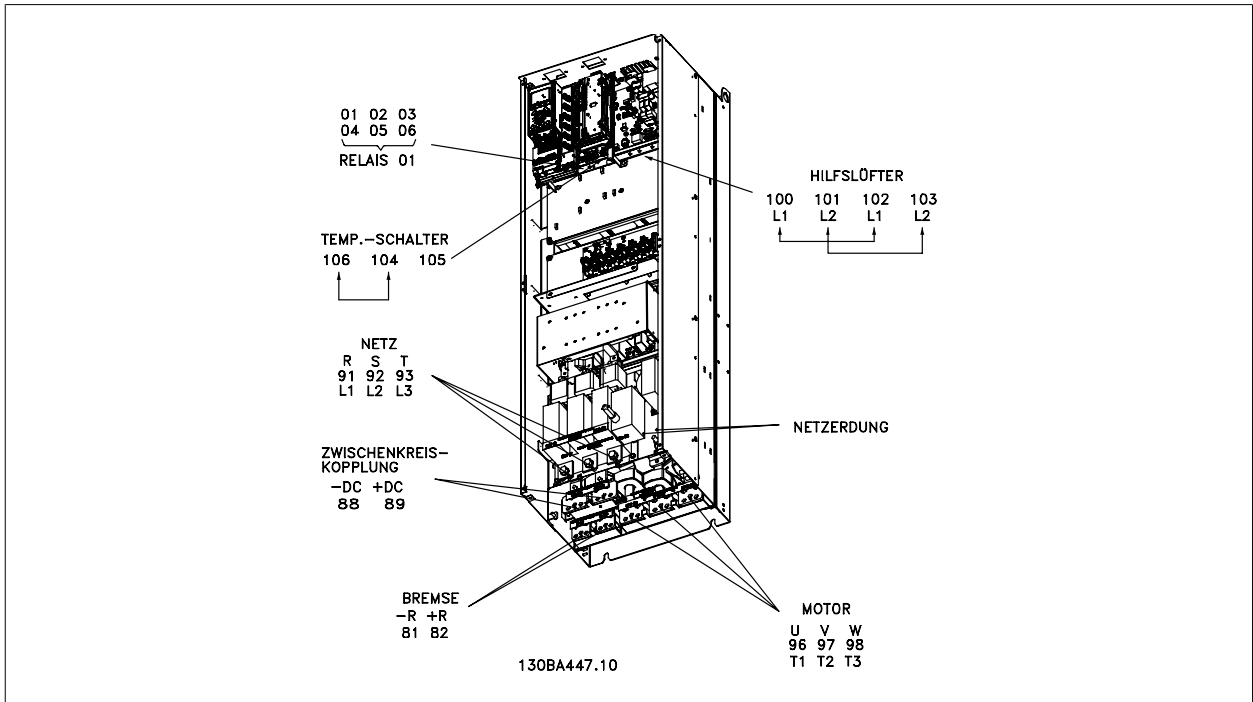 01 02 03
04 05 06
RELAIS 01
HILFSLÜFTER
100 101 102 103
L1 L2 L1 L2
TEMP.-SCHALTER
106 104 105
NETZ
R S T
91 92 93
L1 L2 L3
NETZERDUNG
ZWISCHENKREIS-
KOPPLUNG
-DC +DC
88 89
BREMSE
-R +R
81 82
MOTOR
U V W
96 97 98
T1 T2 T3
130BA447.10